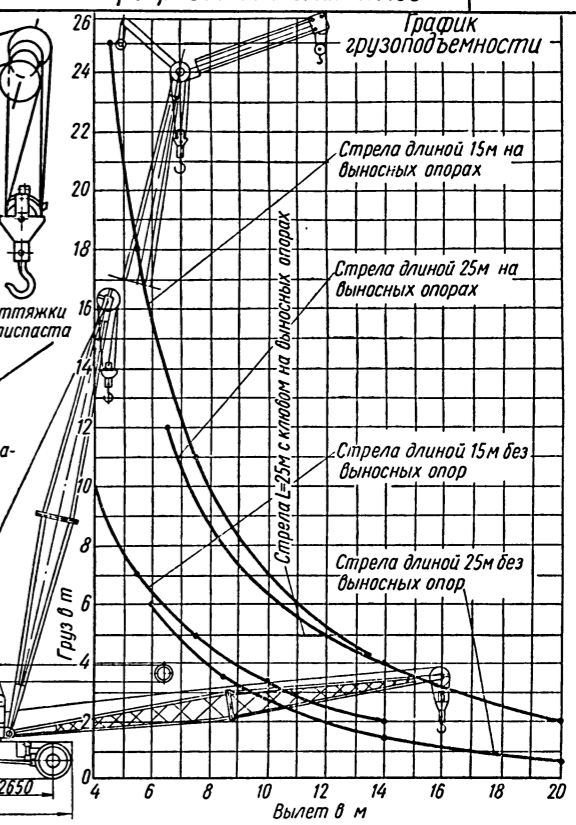 График
грузоподъемности
26
24
22
20
18
16
14
12
10
8
6
4
2
0
Стрела длиной 15м на
выносных опорах
Стрела длиной 25м на
выносных опорах
Стрела L=25м с клювом на выносных опорах
Стрела длиной 15м без
выносных опор
Стрела длиной 25м без
выносных опор
Груз в т
2650
4 6 8 10 12 14 16 18 20
Вылет в м